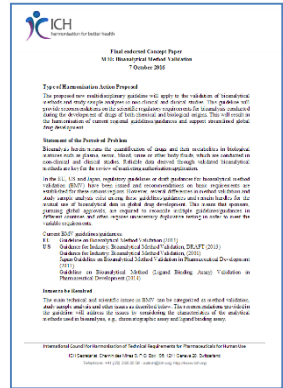 ICH
harmonisation for better health
Final endorsed Concept Paper
M10: Bioanalytical Method Validation
7 October 2016
Type of Harmonisation Action Proposed
The proposed new multidisciplinary guideline will apply to the validation of bioanalytical
methods and study sample analyses in non-clinical and clinical studies. This guideline will
provide recommendations on the scientific regulatory requirements for bioanalysis conducted
during the development of drugs of both chemical and biological origins. This will result in
the harmonisation of current regional guidelines/guidances and support streamlined global
drug development.
Statement of the Perceived Problem
Bioanalysis herein means the quantification of drugs and their metabolites in biological
matrices such as plasma, serum, blood, urine or other body fluids, which are conducted in
non-clinical and clinical studies. Reliable data derived through validated bioanalytical
methods are key for the review of marketing authorisation application.
In the EU, US and Japan, regulatory guidelines or draft guidances for bioanalytical method
validation (BMV) have been issued and recommendations on basic requirements are
established for these various regions. However, several differences in method validation and
study sample analysis exist among these guidelines/guidances and remain hurdles for the
mutual use of bioanalytical data in global drug development. This means that sponsors,
pursuing global approvals, are required to reconcile multiple guidelines/guidances in
different countries and often requires unnecessary duplicative testing in order to meet the
variable requirements.
Current BMV guidelines/guidances:
EU Guideline on Bioanalytical Method Validation (2011)
US Guidance for Industry: Bioanalytical Method Validation, DRAFT (2013)
Guidance for Industry: Bioanalytical Method Validation, (2001)
Japan Guideline on Bioanalytical Method Validation in Pharmaceutical Development
(2013)
Guideline on Bioanalytical Method (Ligand Binding Assay) Validation in
Pharmaceutical Development (2014)
Issues to be Resolved
The main technical and scientific issues in BMV can be categorized as method validation,
study sample analysis and other issues as described below. The recommendations provided in
the guideline will address the issues by considering the characteristics of the analytical
methods used in bioanalysis, e.g., chromatographic assay and ligand binding assay.
International Council for Harmonisation of Technical Requirements for Pharmaceuticals for Human Use